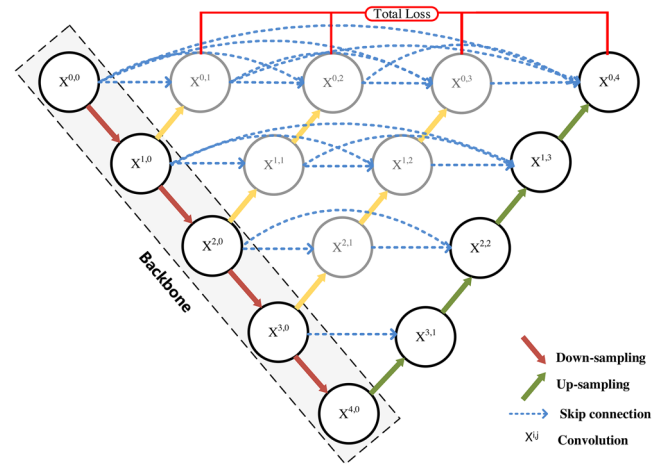 Total Loss
X0,0
X0,1
X0,2
X0,3
X0,4
X1,0
X1,1
X1,2
X1,3
X2,0
X2,1
X2,2
Backbone
X3,0
X3,1
X4,0
Down-sampling
Up-sampling
Skip connection
Xi,j Convolution